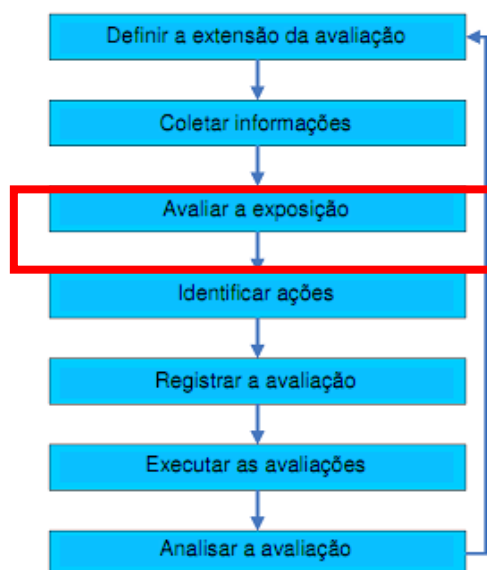 Definir a extensão da avaliação
Coletar informações
Avaliar a exposição
Identificar ações
Registrar a avaliação
Executar as avaliações
Analisar a avaliação